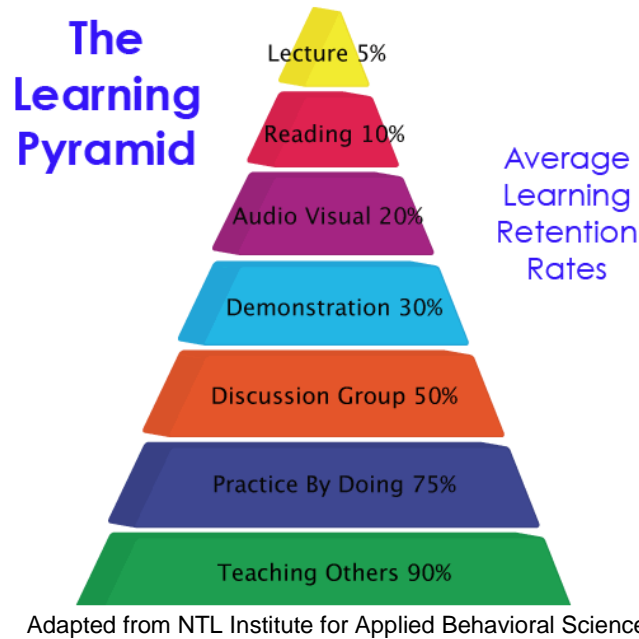 The
Learning
Pyramid
Lecture 5%
Reading 10%
Audio Visual 20%
Average
Learning
Retention
Rates
Demonstration 30%
Discussion Group 50%
Practice By Doing 75%
Teaching Others 90%
Adapted from NTL Institute for Applied Behavioral Science